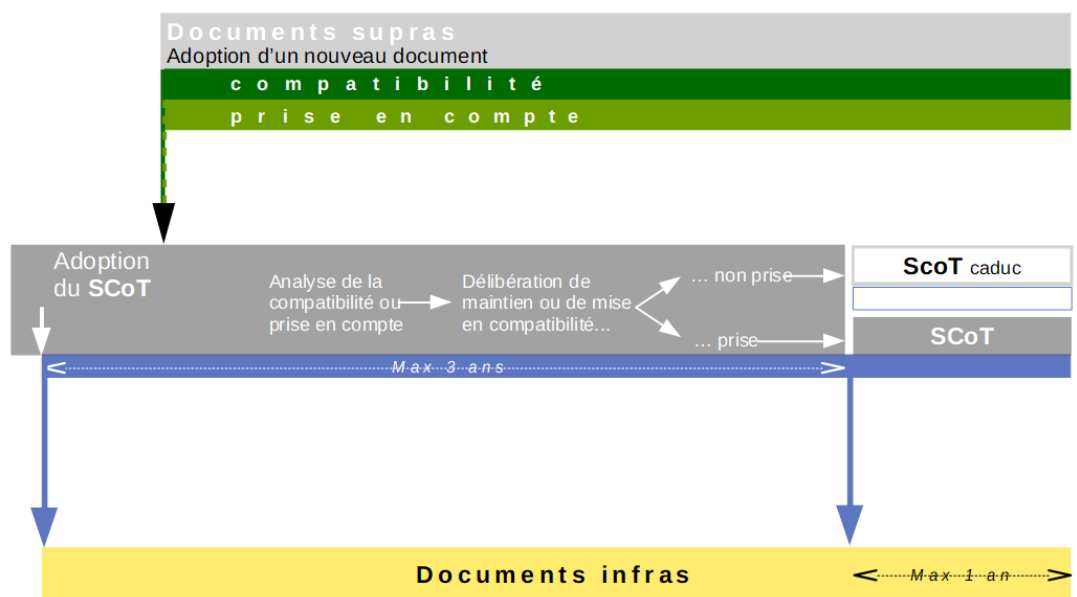 Documents supras
Adoption d'un nouveau document
compatibilité
prise en compte
Adoption
du SCoT
Analyse de la
compatibilité ou
prise en compte
Délibération de
maintien ou de mise
en compatibilité...
... non prise
... prise
ScoT caduc
SCoT
Max 3 ans
Documents infras
Max 1 an